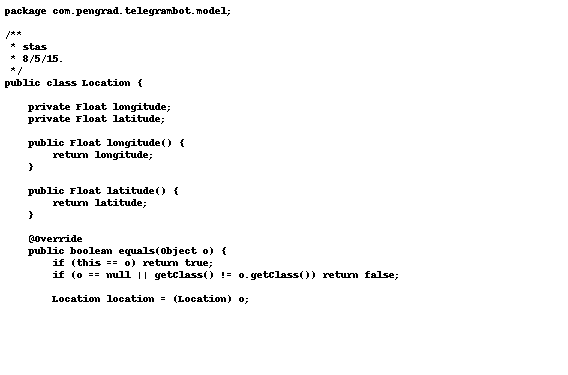 package com.pengrad.telegrambot.model;

/**
 * stas
 * 8/5/15.
 */
public class Location {

    private Float longitude;
    private Float latitude;

    public Float longitude() {
        return longitude;
    }

    public Float latitude() {
        return latitude;
    }

    @Override
    public boolean equals(Object o) {
        if (this == o) return true;
        if (o == null || getClass() != o.getClass()) return false;

        Location location = (Location) o;